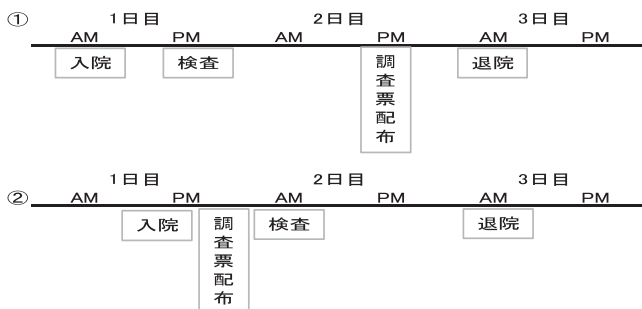 ① 1日目 2日目 3日目
AM PM AM PM AM PM
入院 検査 調査票配布 退院
② 1日目 2日目 3日目
AM PM AM PM AM PM
入院 調査票配布 検査 退院